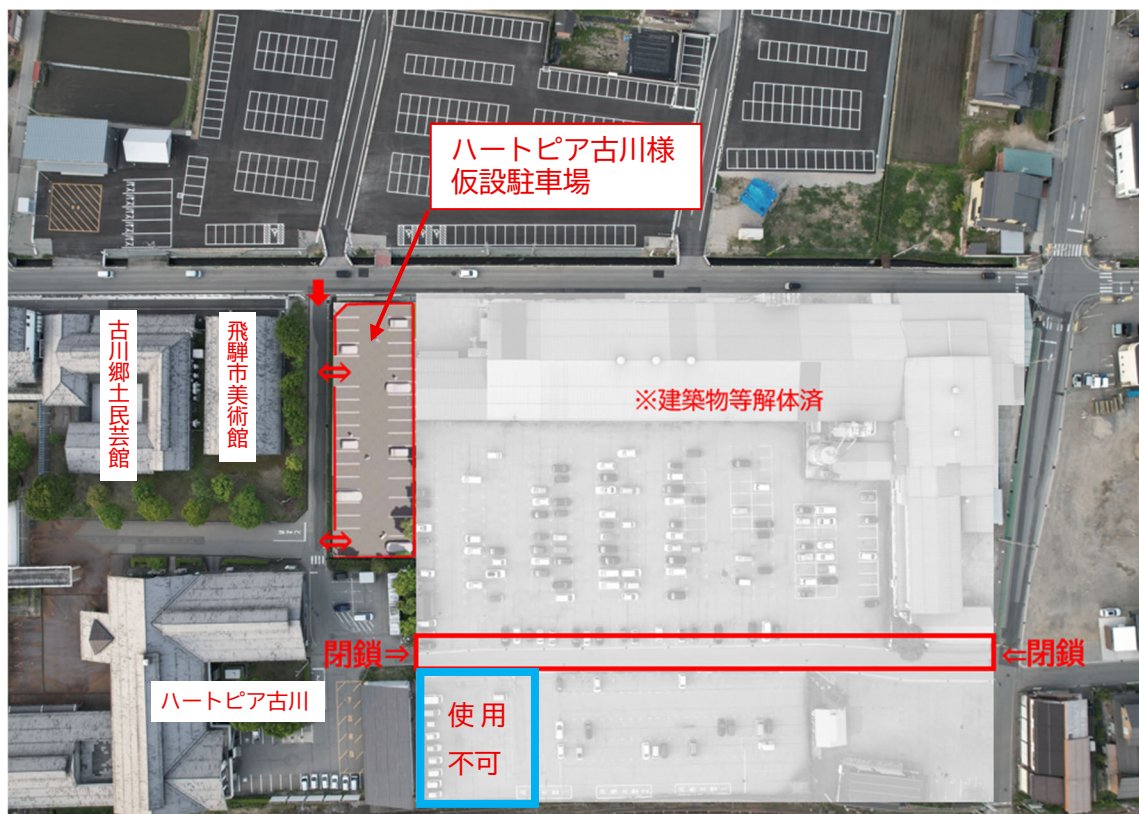 ハートピア古川様
仮設駐車場
古川郷土民芸館
飛騨市美術館
※建築物等解体済
閉鎖⇒
⇐閉鎖
ハートピア古川
使用
不可